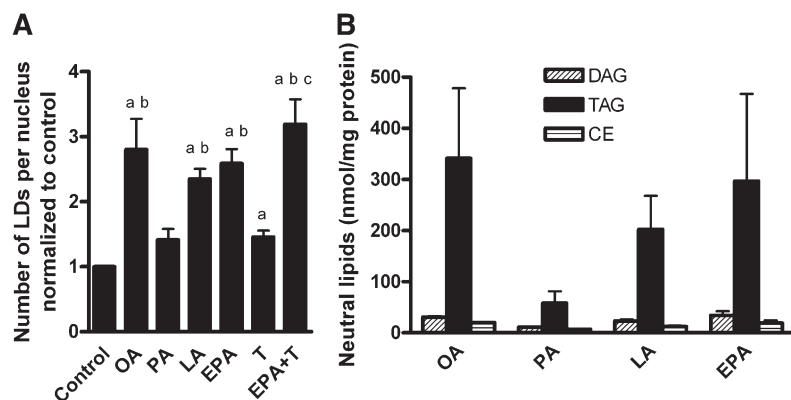 A
Number of LDs per nucleus
normalized to control
4
3
2
1
0
a b
a b
a b
a
a b c
Control
OA
PA
LA
EPA
T
EPA+T
B
Neutral lipids (nmol/mg protein)
500
400
300
200
100
0
DAG
TAG
CE
OA
PA
LA
EPA